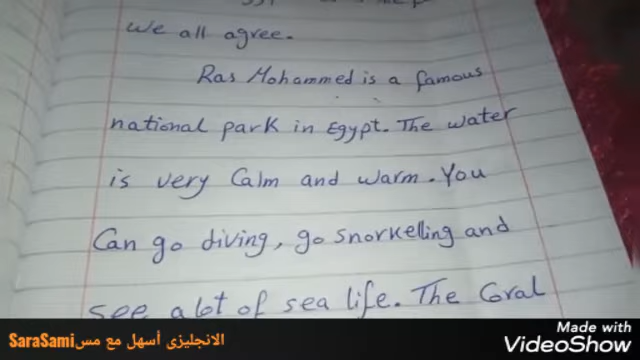 we all agree.
Ras Mohammed is a famous
national park in Egypt. The water
is very Calm and warm. You
Can go diving, go snorkelling and
see a lot of sea life. The Coral
الانجليزى أسهل مع مس SaraSami
Made with
VideoShow